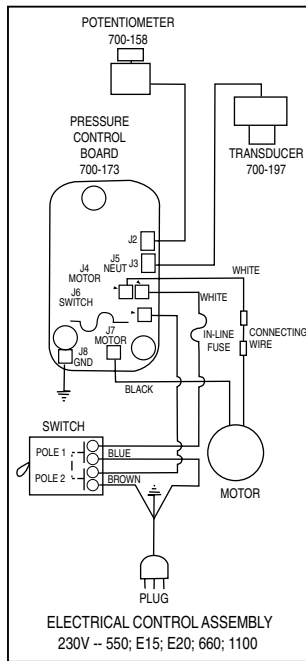 POTENTIOMETER
700-158
PRESSURE
CONTROL
BOARD
700-173
TRANSDUCER
700-197
J2
J5
NEUT
J3
J4
MOTOR
J6
SWITCH
WHITE
WHITE
IN-LINE
FUSE
CONNECTING
WIRE
J7
MOTOR
J8
GND
BLACK
SWITCH
POLE 1
BLUE
POLE 2
BROWN
MOTOR
PLUG
ELECTRICAL CONTROL ASSEMBLY
230V -- 550; E15; E20; 660; 1100